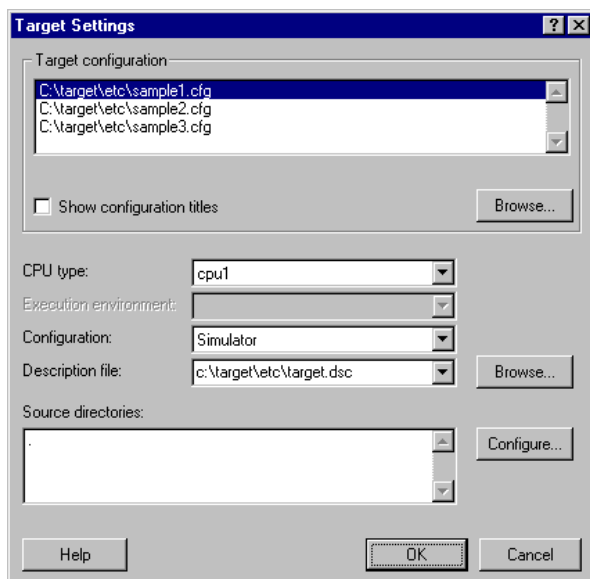 Target Settings
Target configuration
C:\target\etc\sample1.cfg
C:\target\etc\sample2.cfg
C:\target\etc\sample3.cfg
Show configuration titles
Browse...
CPU type:
cpu1
Execution environment:
Configuration:
Simulator
Description file:
c:\target\etc\target.dsc
Browse...
Source directories:
.
Configure...
Help
OK
Cancel